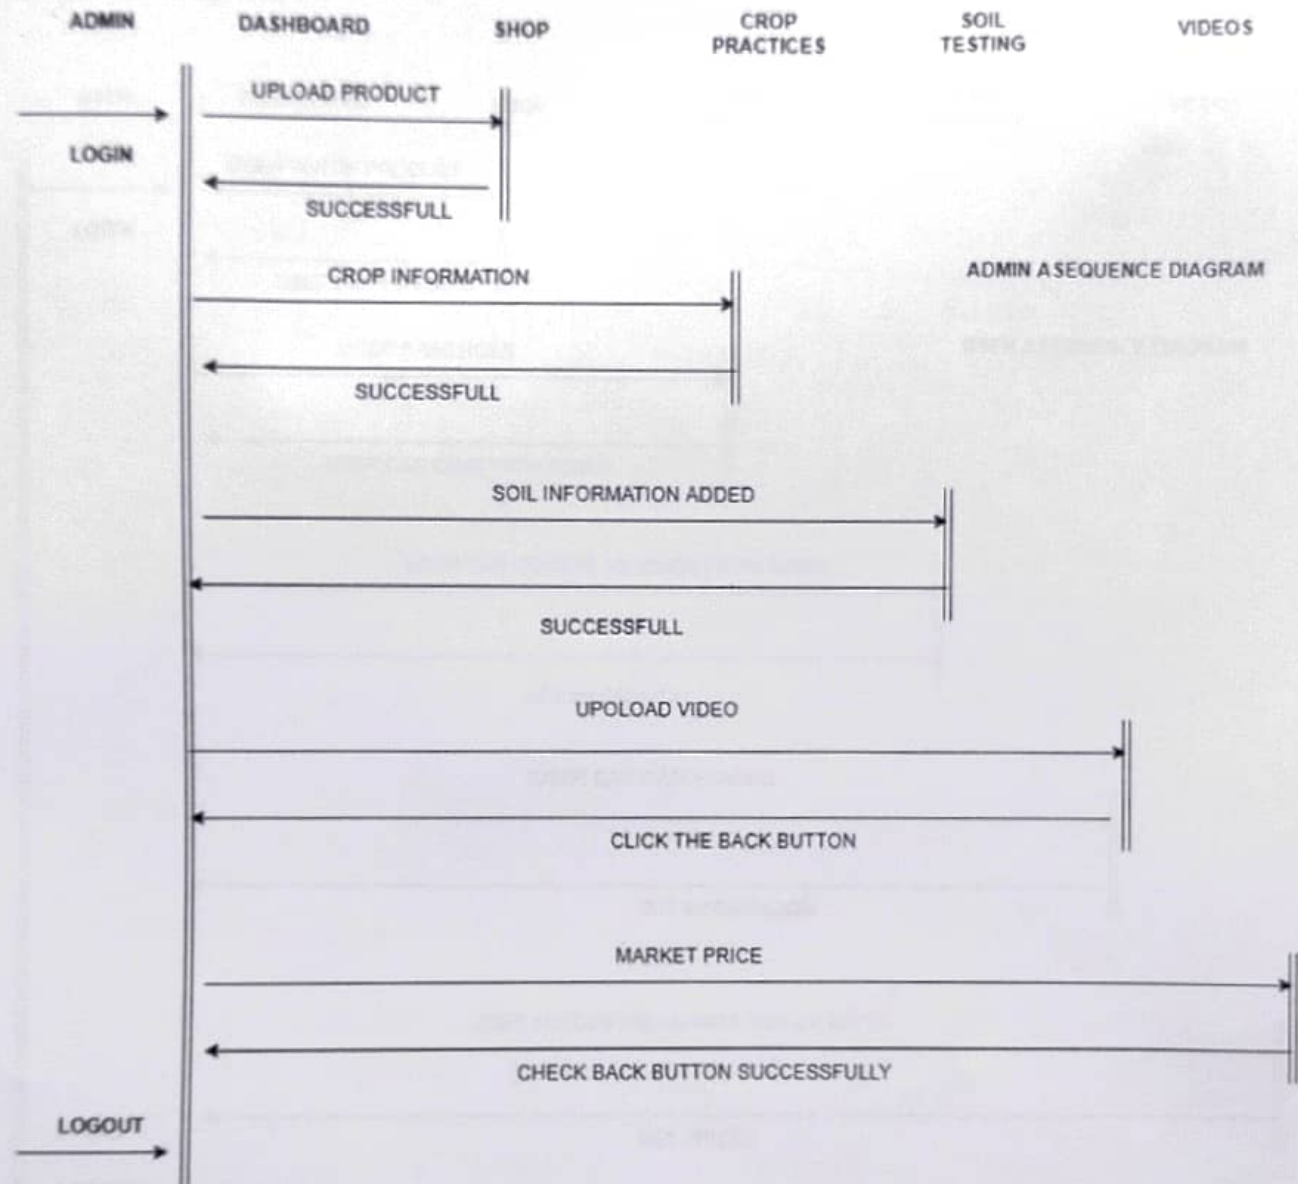 ADMIN
DASHBOARD
SHOP
CROP
PRACTICES
SOIL
TESTING
VIDEOS
UPLOAD PRODUCT
LOGIN
SUCCESSFULL
CROP INFORMATION
ADMIN A SEQUENCE DIAGRAM
SUCCESSFULL
SOIL INFORMATION ADDED
SUCCESSFULL
UPOLOAD VIDEO
CLICK THE BACK BUTTON
MARKET PRICE
CHECK BACK BUTTON SUCCESSFULLY
LOGOUT